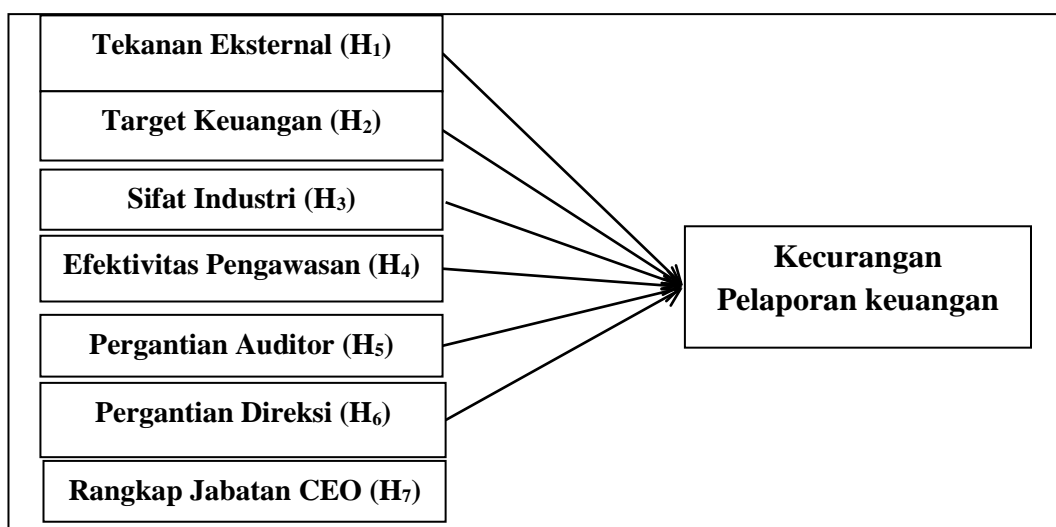 Tekanan Eksternal (H₁)
Target Keuangan (H₂)
Sifat Industri (H₃)
Efektivitas Pengawasan (H₄)
Pergantian Auditor (H₅)
Pergantian Direksi (H₆)
Rangkap Jabatan CEO (H₇)
Kecurangan
Pelaporan keuangan